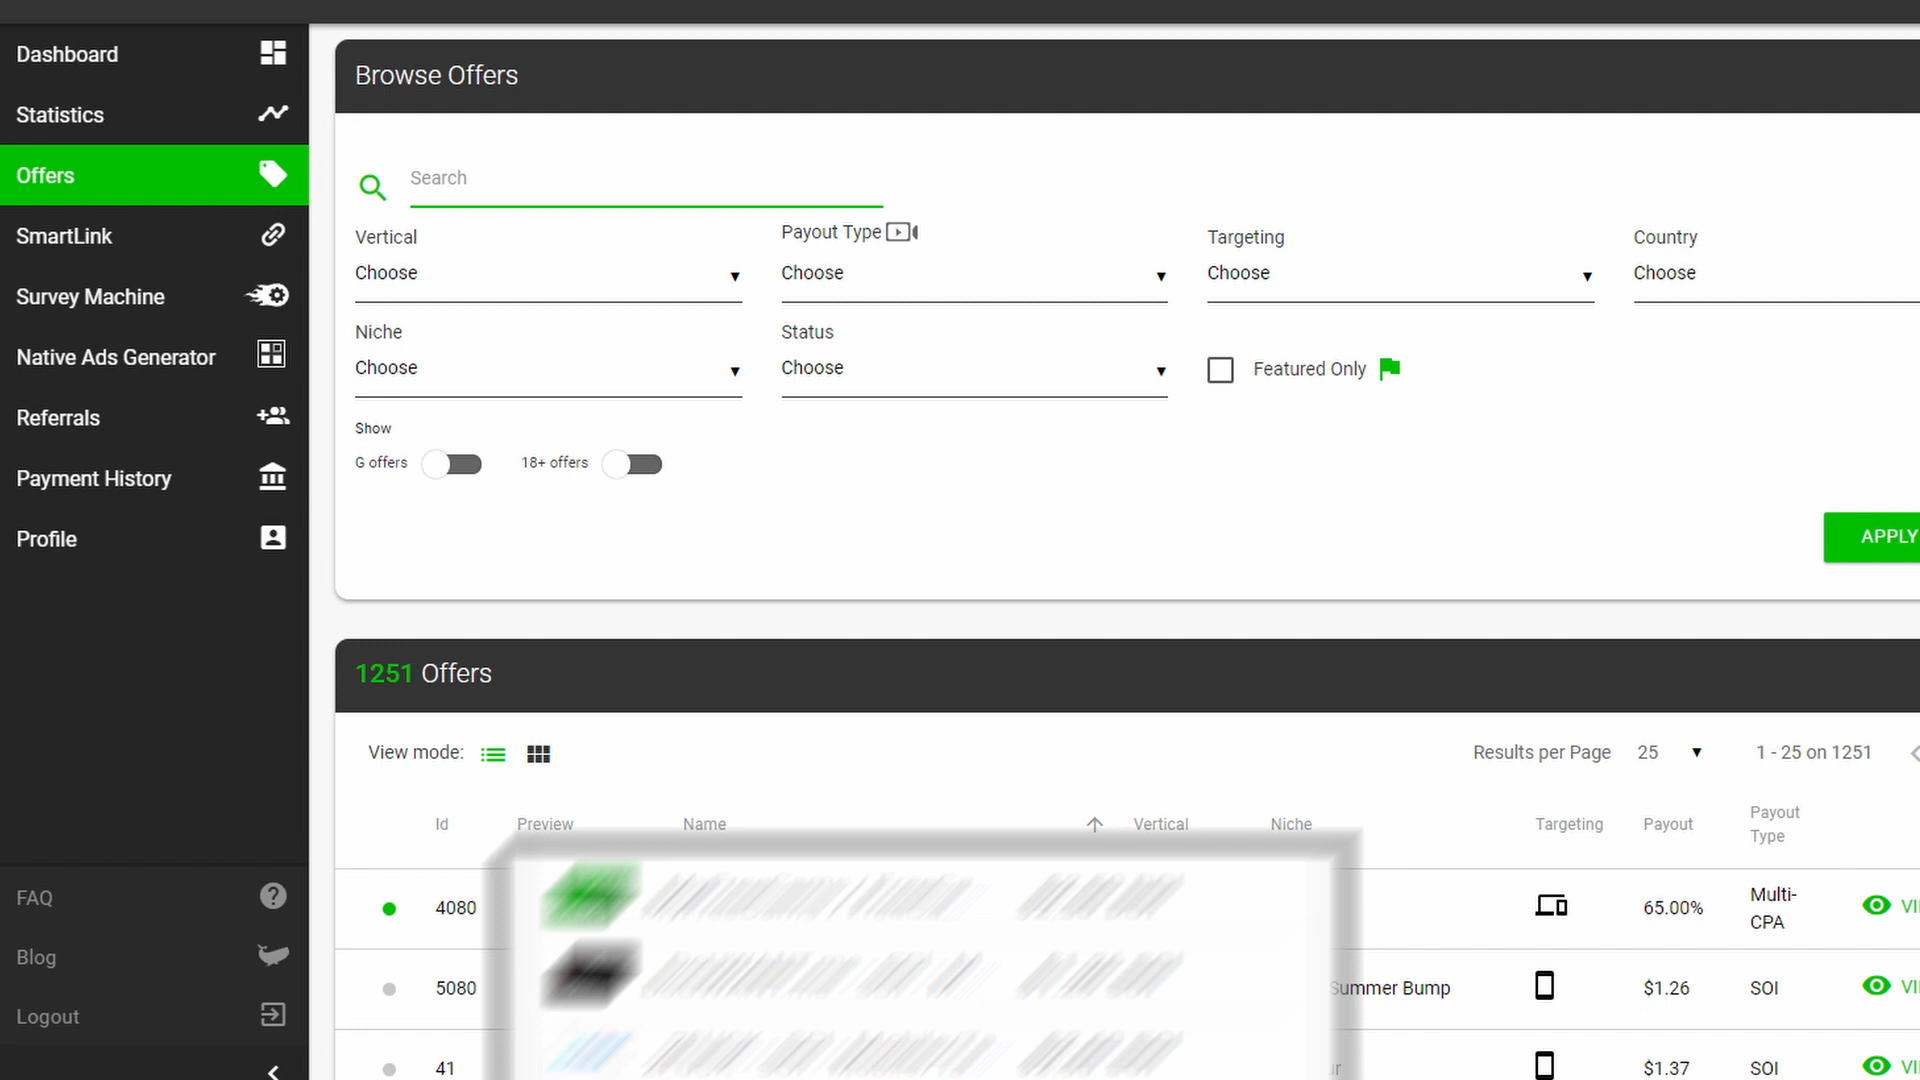 Dashboard
Statistics
Offers
SmartLink
Survey Machine
Native Ads Generator
Referrals
Payment History
Profile
FAQ
Blog
Logout
Browse Offers
Search
Vertical
Payout Type
Targeting
Country
Choose
Choose
Choose
Choose
Niche
Status
Choose
Choose
Featured Only
Show
G offers
18+ offers
APPLY
1251 Offers
View mode:
Results per Page 25
1 - 25 on 1251
Id
Preview
Name
Vertical
Niche
Targeting
Payout
Payout
Type
4080
65.00%
Multi-
CPA
5080
Summer Bump
$1.26
SOI
41
$1.37
SOI